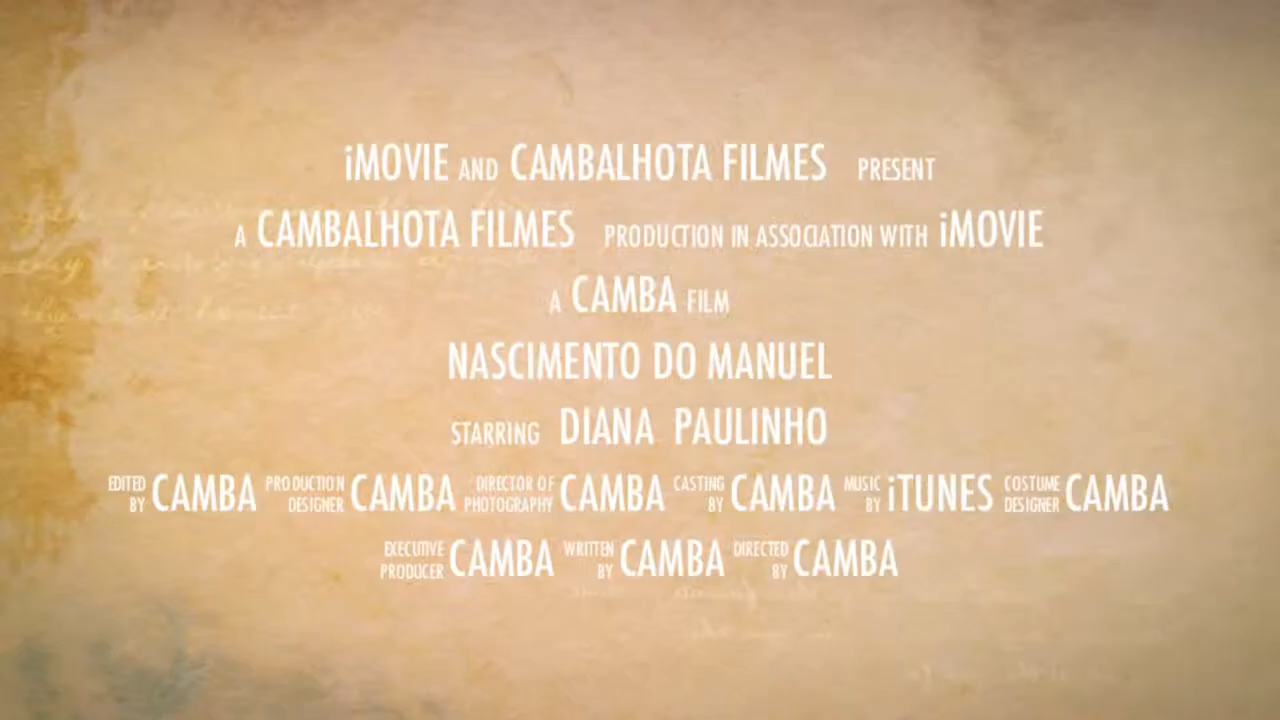 iMOVIE AND CAMBALHOTA FILMES PRESENT
A CAMBALHOTA FILMES PRODUCTION IN ASSOCIATION WITH iMOVIE
A CAMBA FILM
NASCIMENTO DO MANUEL
STARRING DIANA PAULINHO
EDITED BY CAMBA PRODUCTION DESIGNER CAMBA DIRECTOR OF PHOTOGRAPHY CAMBA CASTING BY CAMBA MUSIC BY iTUNES COSTUME DESIGNER CAMBA
EXECUTIVE PRODUCER CAMBA WRITTEN BY CAMBA DIRECTED BY CAMBA